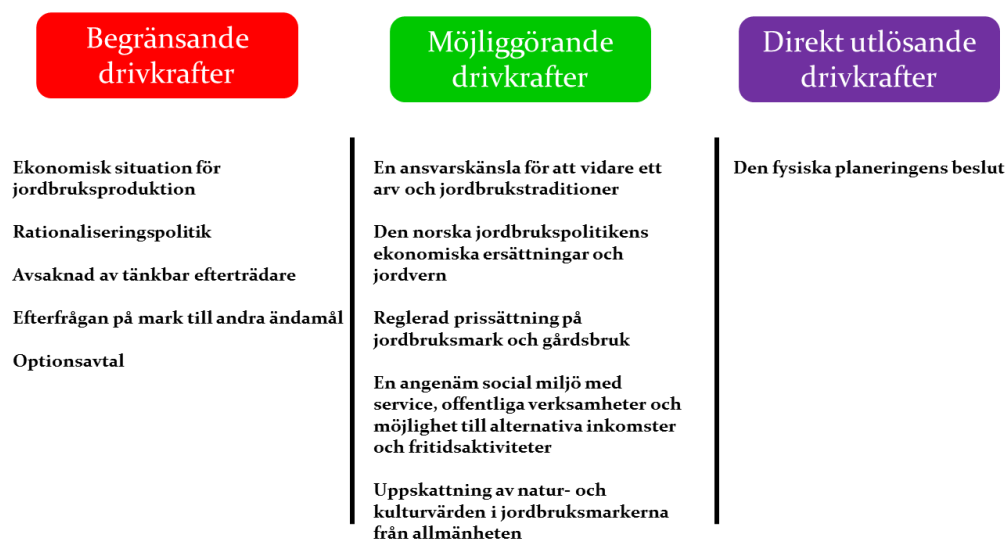 Begränsande
drivkrafter
Möjliggörande
drivkrafter
Direkt utlösande
drivkrafter
Ekonomisk situation för
jordbruksproduktion
Rationaliseringspolitik
Avsaknad av tänkbar efterträdare
Efterfrågan på mark till andra ändamål
Optionsavtal
En ansvarskänsla för att vidare ett
arv och jordbrukstraditioner
Den norska jordbrukspolitikens
ekonomiska ersättningar och
jordvern
Reglerad prissättning på
jordbruksmark och gårdsbruk
En angenäm social miljö med
service, offentliga verksamheter och
möjlighet till alternativa inkomster
och fritidsaktiviteter
Uppskattning av natur- och
kulturvärden i jordbruksmarkerna
från allmänheten
Den fysiska planeringens beslut